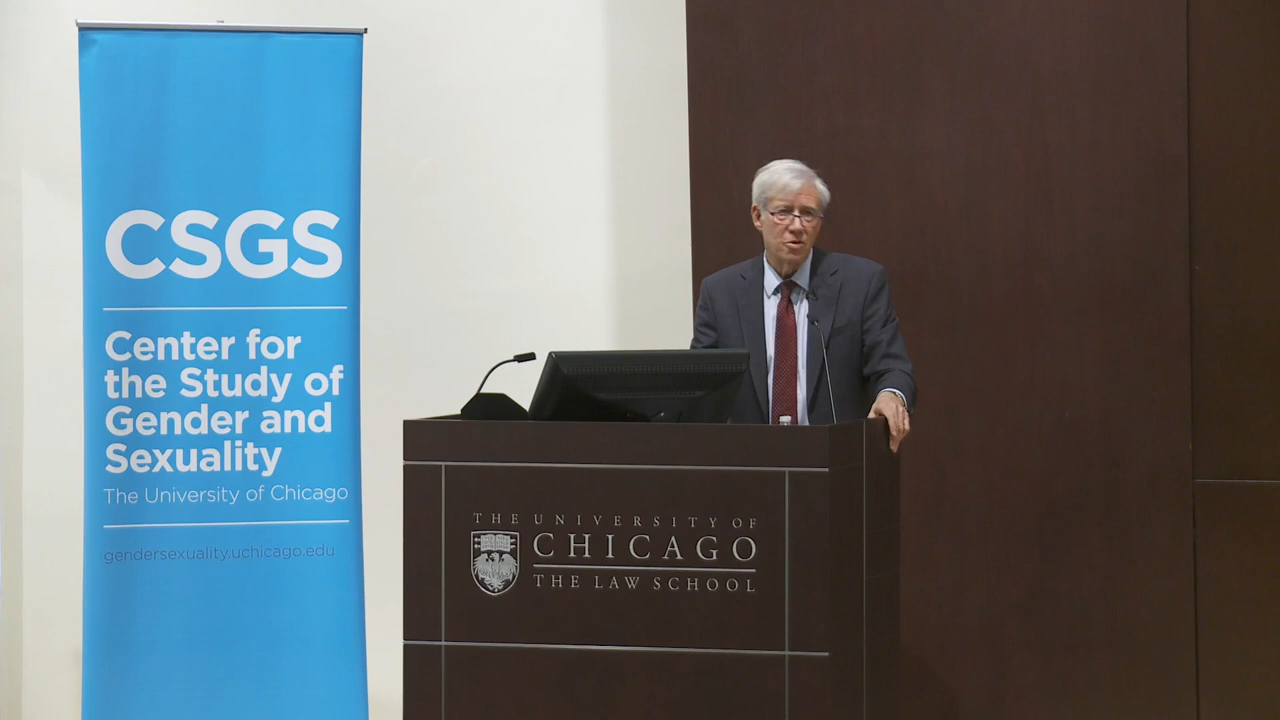 CSGS
Center for
the Study of
Gender and
Sexuality
The University of Chicago
gendersexuality.uchicago.edu
THE UNIVERSITY OF
CHICAGO
THE LAW SCHOOL